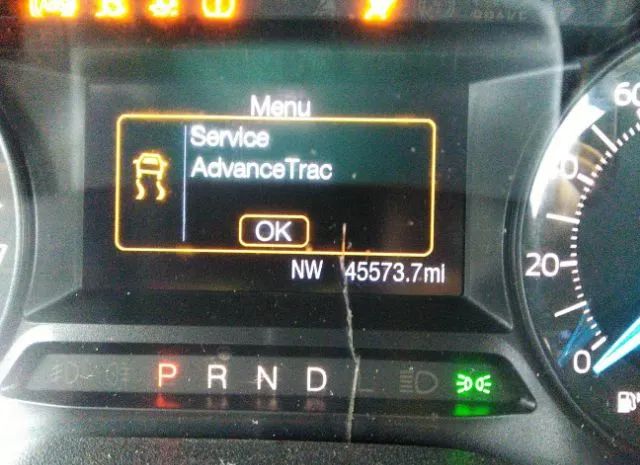 Menu
Service
AdvanceTrac
OK
NW 45573.7mi
P R N D
60
20
0